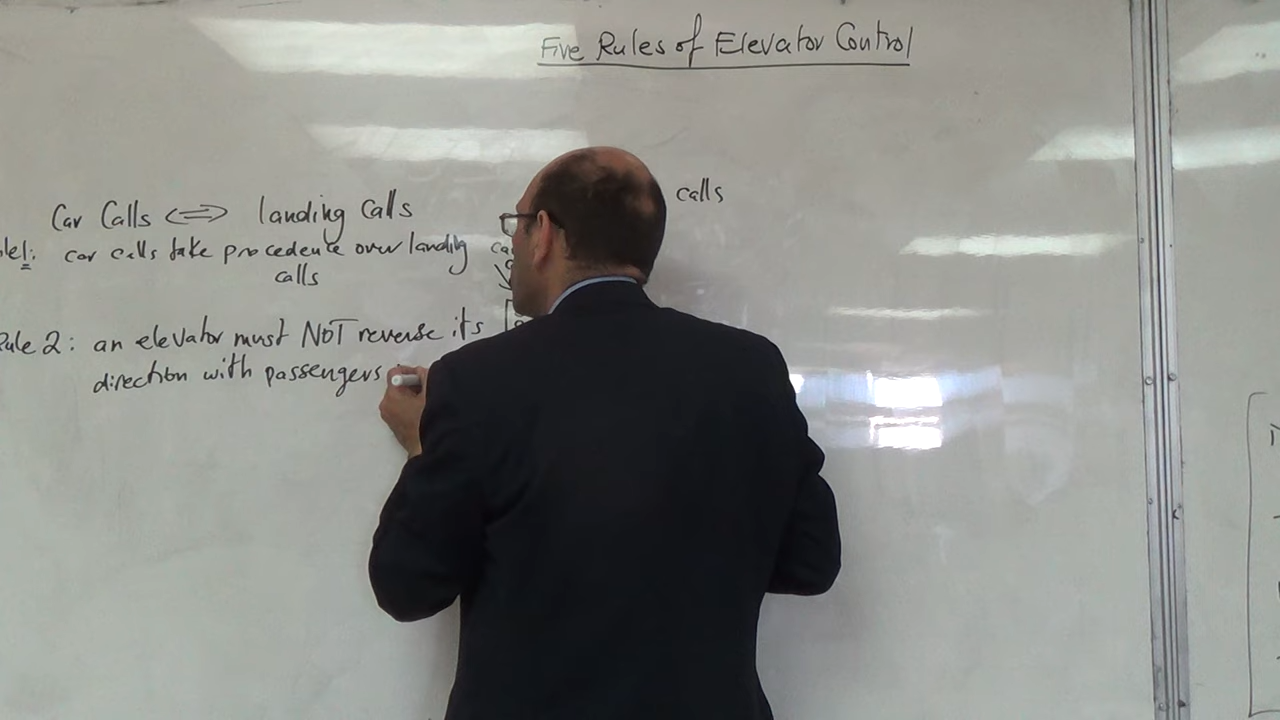 Five Rules of Elevator Control
Car Calls <=> landing Calls
calls
Rule1: car calls take procedence over landing
calls
Rule 2: an elevator must NOT reverse its
direction with passengers